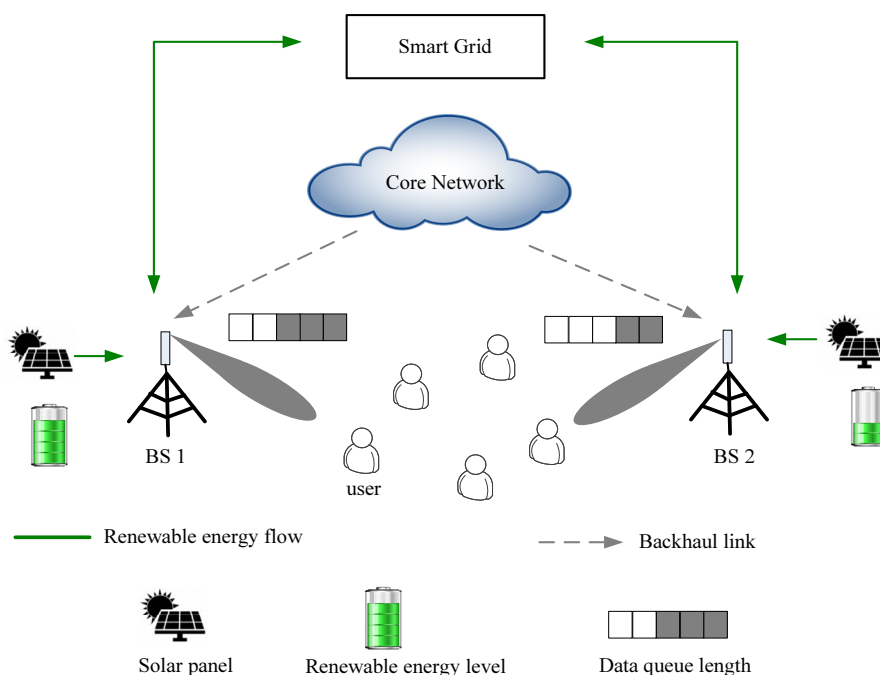 Smart Grid
Core Network
BS 1
BS 2
user
Renewable energy flow
Backhaul link
Solar panel
Renewable energy level
Data queue length